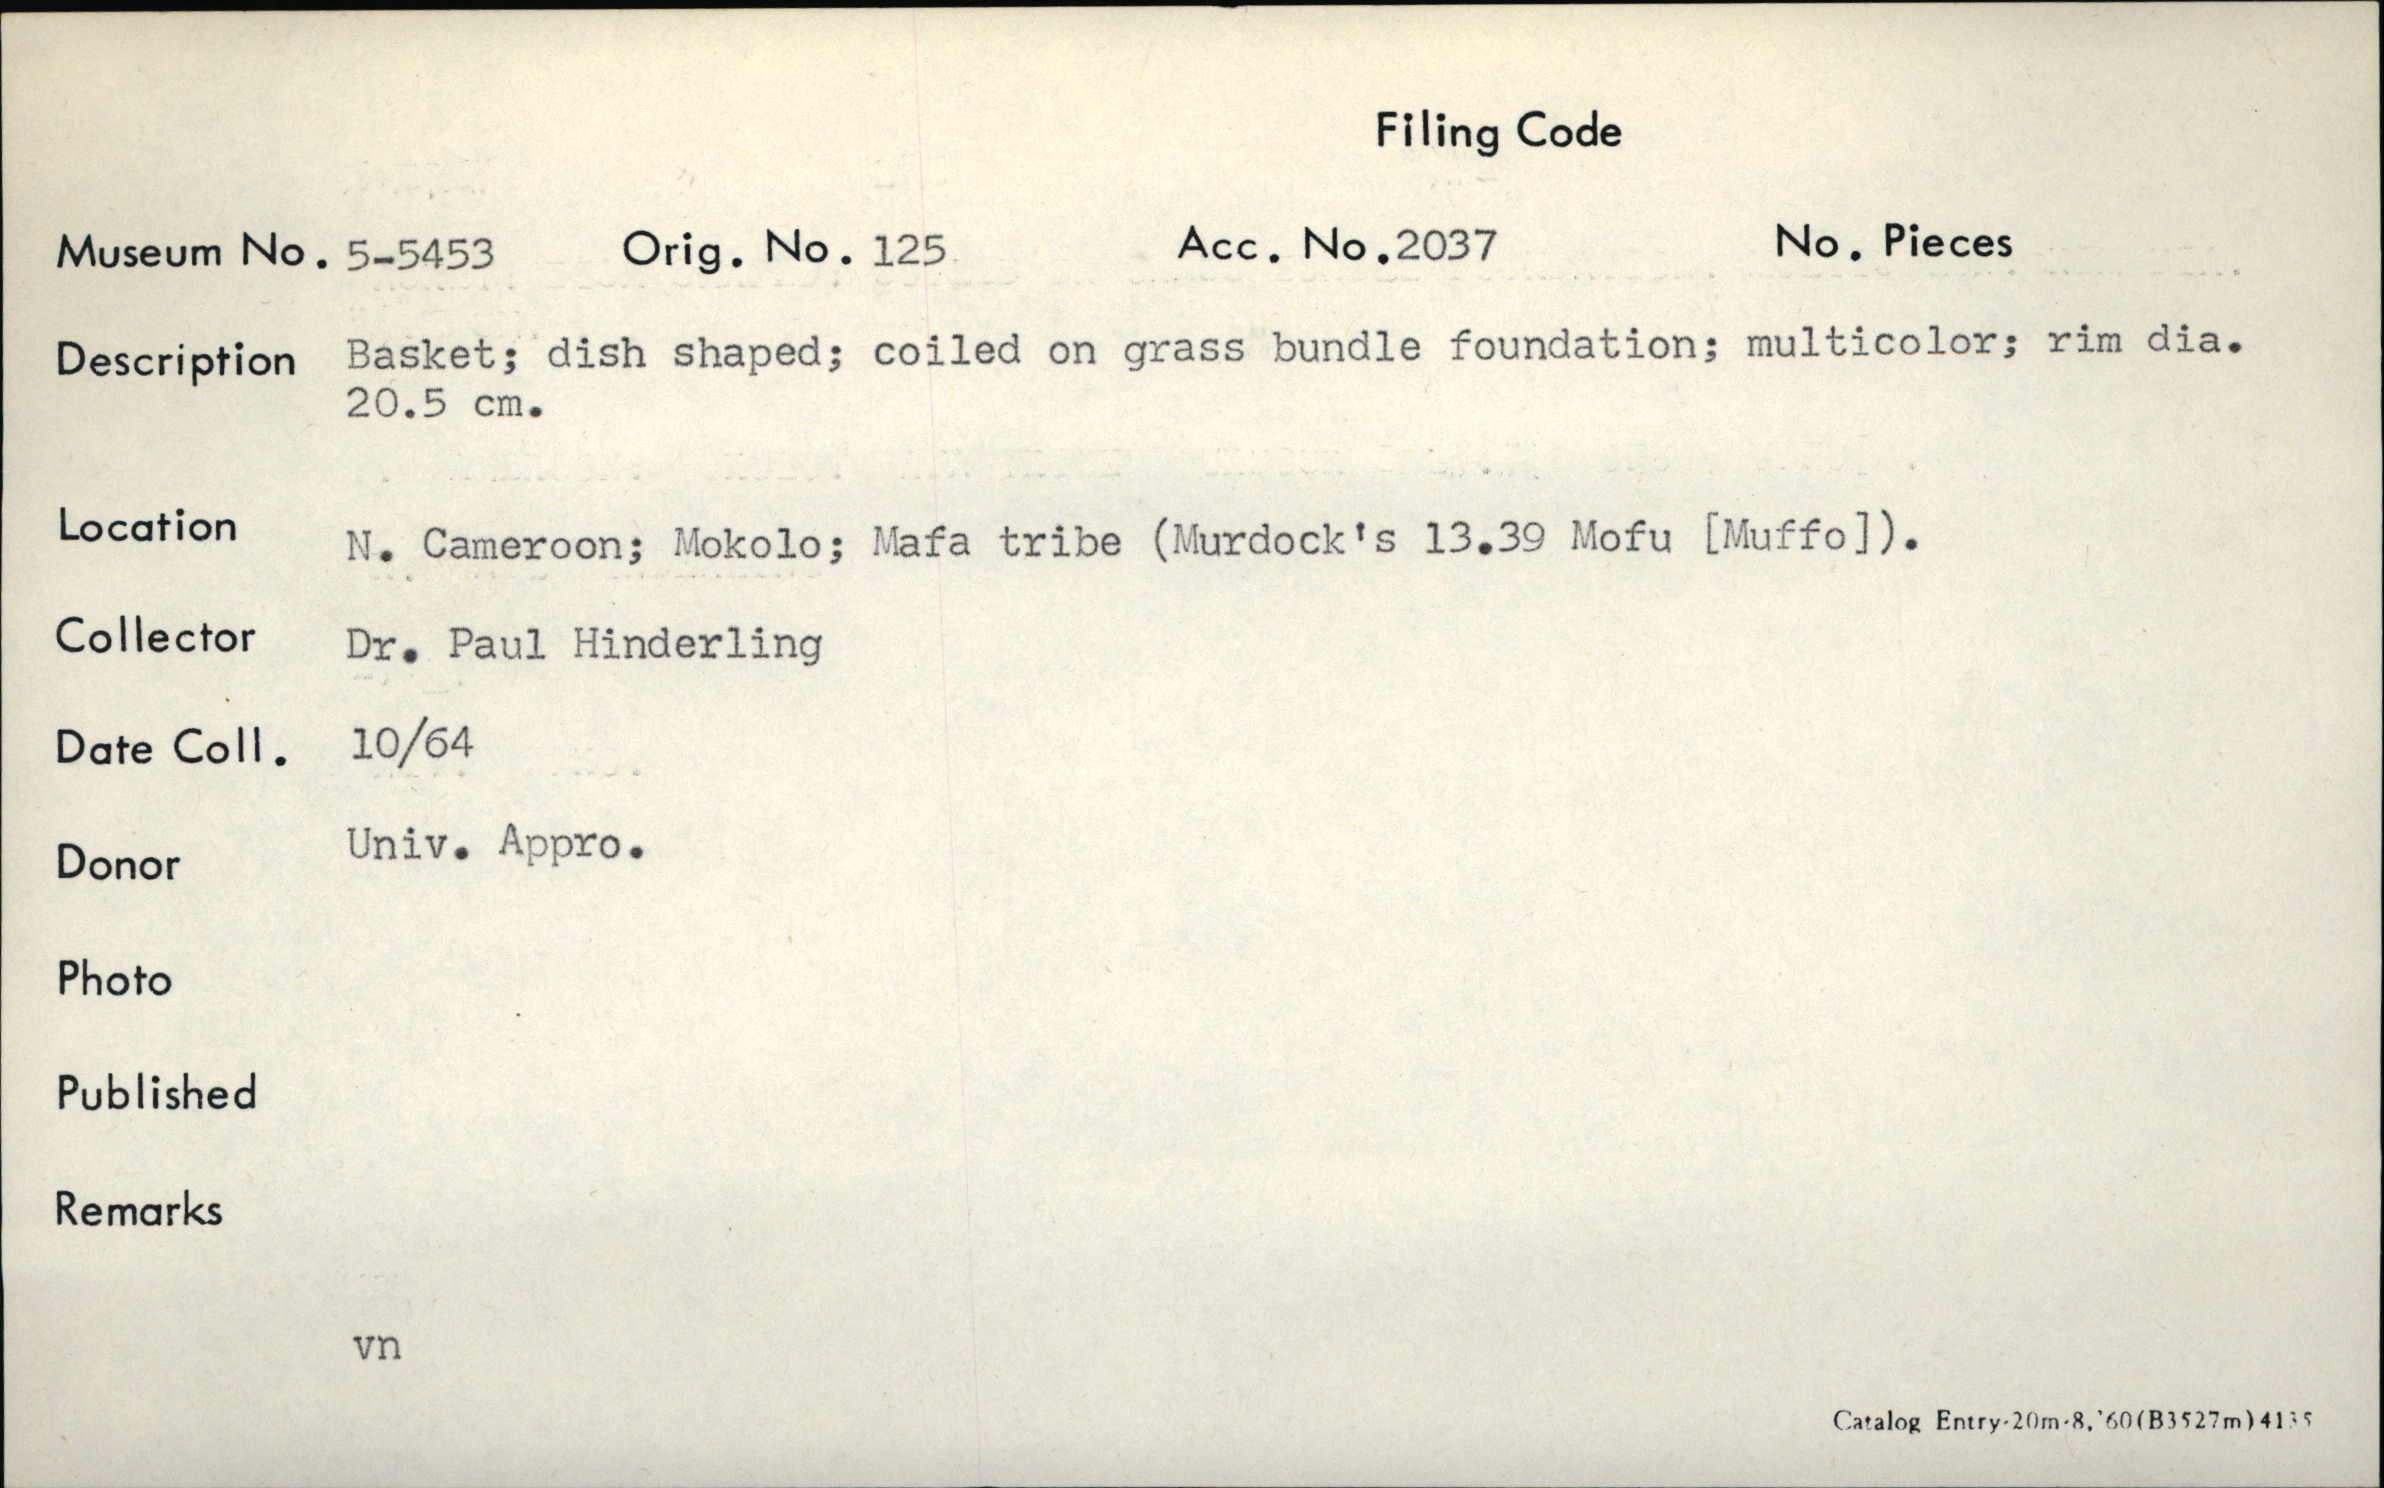 Filing Code
Museum No. 5-5453 Orig. No. 125 Acc. No. 2037 No. Pieces
Description Basket; dish shaped; coiled on grass bundle foundation; multicolor; rim dia.
20.5 cm.
Location N. Cameroon; Mokolo; Mafa tribe (Murdock's 13.39 Mofu [Muffo]).
Collector Dr. Paul Hinderling
Date Coll. 10/64
Donor Univ. Appro.
Photo
Published
Remarks
vn
Catalog Entry-20m-8,'60(B3527m)4135